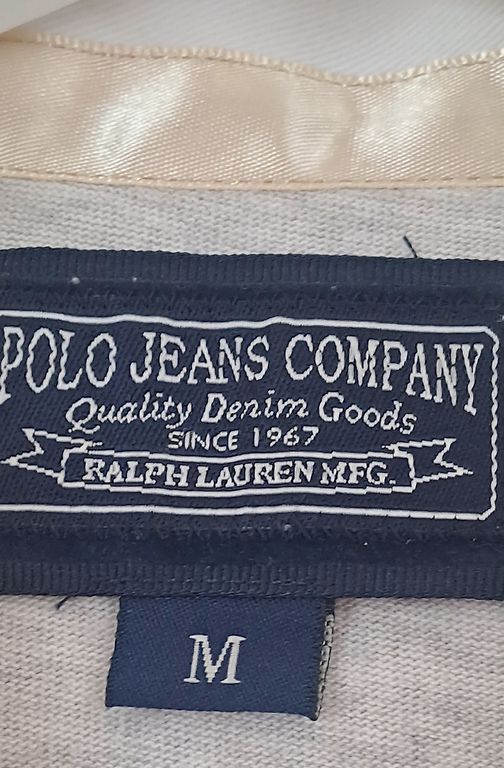 POLO JEANS COMPANY
Quality Denim Goods
SINCE 1967
RALPH LAUREN MFG.
M